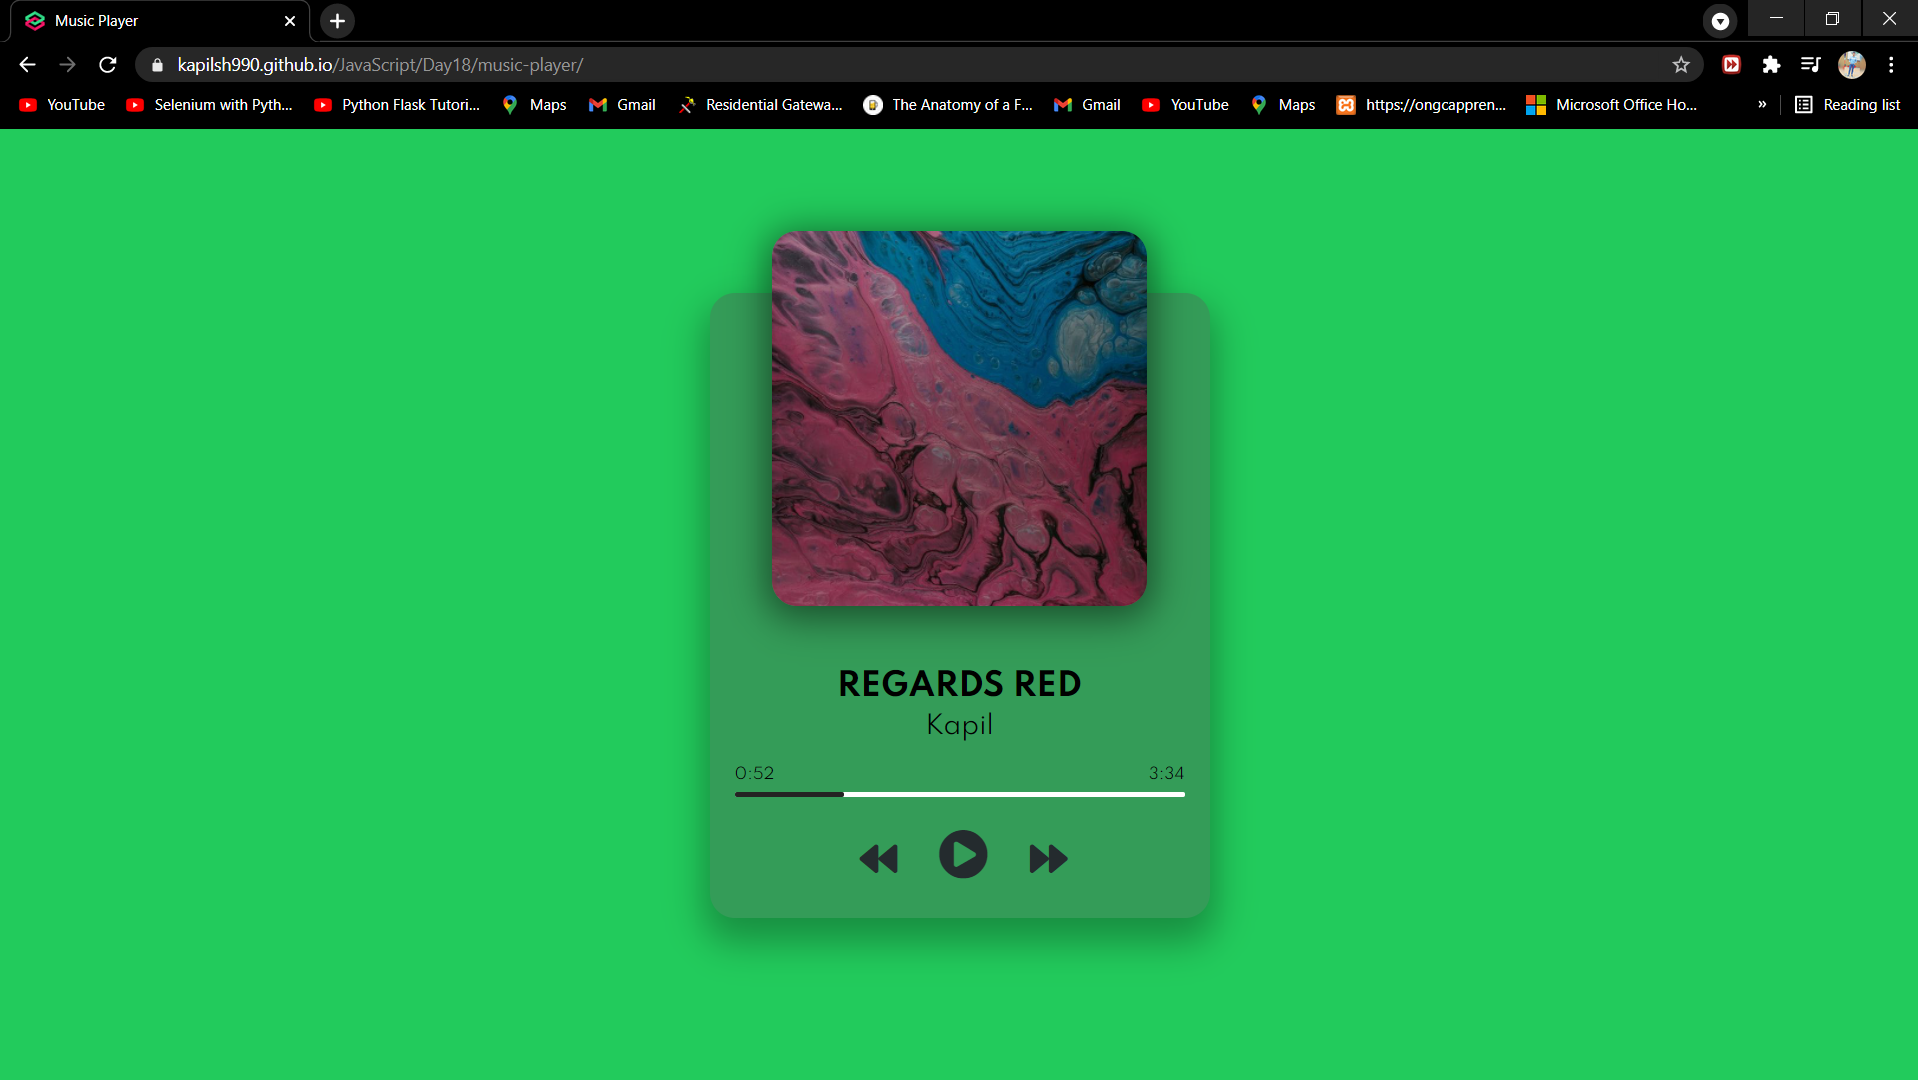 Music Player
kapilsh990.github.io/JavaScript/Day18/music-player/
YouTube Selenium with Pyth... Python Flask Tutori... Maps Gmail Residential Gatewa... The Anatomy of a F... Gmail YouTube Maps https://ongcappren... Microsoft Office Ho... » Reading list
REGARDS RED
Kapil
0:52 3:34